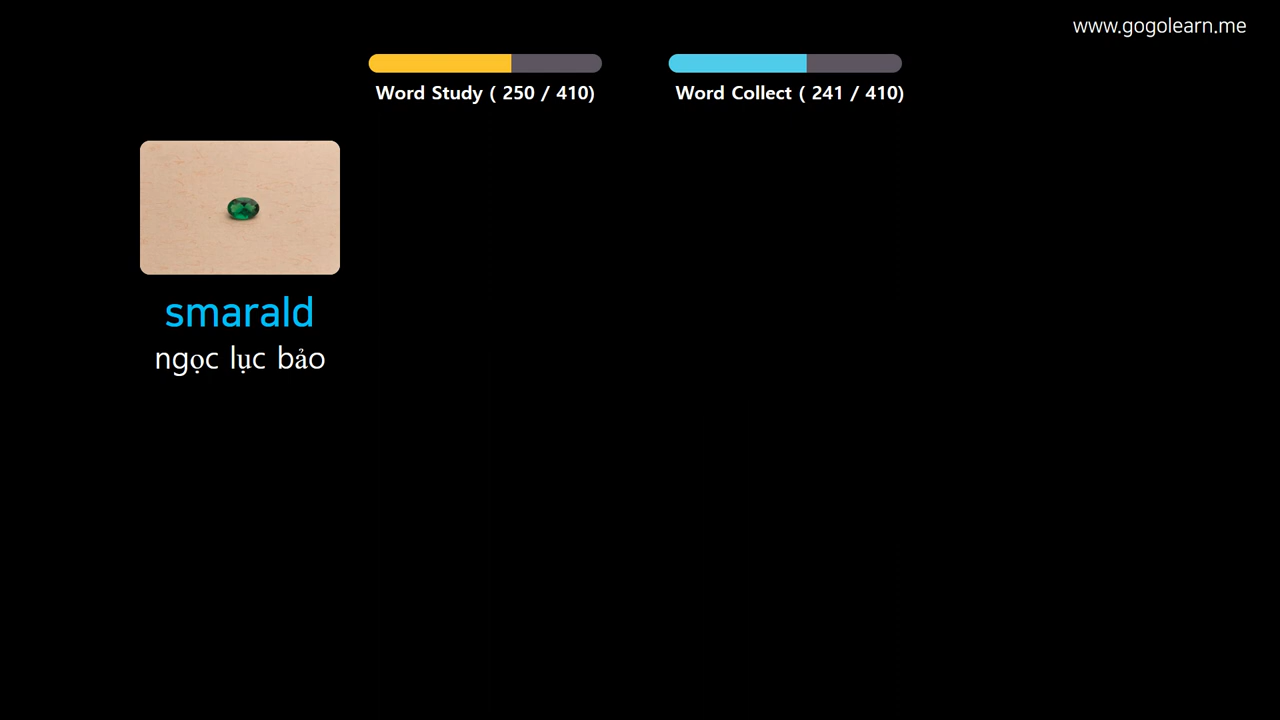 www.gogolearn.me
Word Study ( 250 / 410)
Word Collect ( 241 / 410)
smarald
ngọc lục bảo